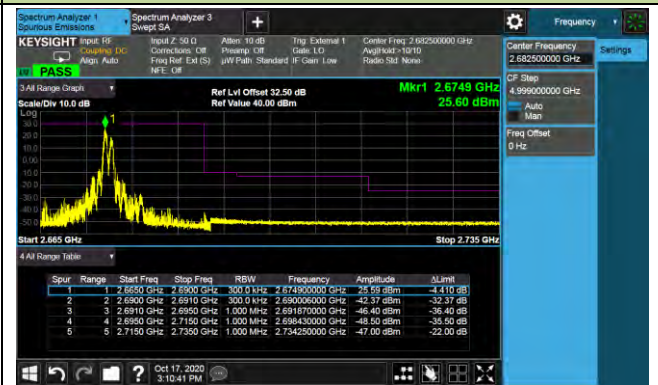 Spectrum Analyzer 1
Spurious Emissions
Spectrum Analyzer 3
Swept SA
Frequency
KEYSIGHT
Input: RF
Coupling: DC
Align: Auto
Input Z: 50 Ω
Corrections: Off
Freq Ref: Ext (S)
NFE: Off
Atten: 10 dB
Preamp: Off
µW Path: Standard
Trig: External 1
Gate: LO
IF Gain: Low
Center Freq: 2.682500000 GHz
Avg|Hold:>10/10
Radio Std: None
PASS
Center Frequency
2.682500000 GHz
Settings
CF Step
4.999000000 GHz
Auto
Man
Freq Offset
0 Hz
3 All Range Graph
Scale/Div 10.0 dB
Ref Lvl Offset 32.50 dB
Ref Value 40.00 dBm
Mkr1 2.6749 GHz
25.60 dBm
Log
30.0
20.0
10.0
0.00
-10.0
-20.0
-30.0
-40.0
-50.0
1
Start 2.665 GHz
Stop 2.735 GHz
4 All Range Table
Spur Range Start Freq Stop Freq RBW Frequency Amplitude ΔLimit
1 1 2.6650 GHz 2.6900 GHz 300.0 kHz 2.674900000 GHz 25.59 dBm -4.410 dB
2 2 2.6900 GHz 2.6910 GHz 300.0 kHz 2.690006000 GHz -42.37 dBm -32.37 dB
3 3 2.6910 GHz 2.6950 GHz 1.000 MHz 2.691870000 GHz -46.40 dBm -36.40 dB
4 4 2.6950 GHz 2.7150 GHz 1.000 MHz 2.698430000 GHz -48.50 dBm -35.50 dB
5 5 2.7150 GHz 2.7350 GHz 1.000 MHz 2.734250000 GHz -47.00 dBm -22.00 dB
Oct 17, 2020
3:10:41 PM